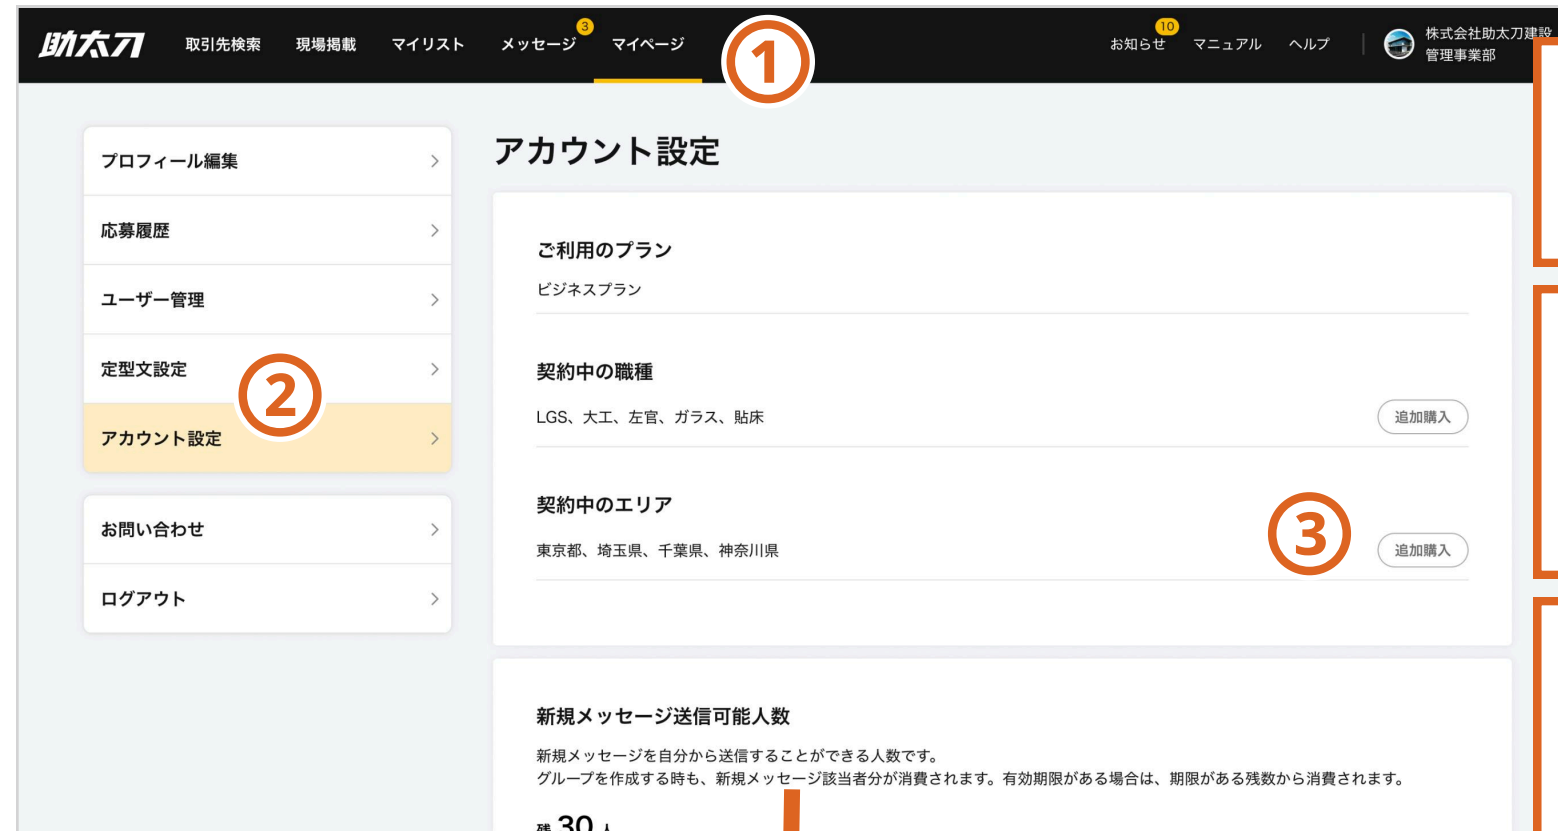 助太刀 取引先検索 現場掲載 マイリスト メッセージ 3 マイページ 1 お知らせ 10 マニュアル ヘルプ 株式会社助太刀建設
管理事業部
プロフィール編集
応募履歴
ユーザー管理
定型文設定
2
アカウント設定
お問い合わせ
ログアウト
アカウント設定
ご利用のプラン
ビジネスプラン
契約中の職種
LGS、大工、左官、ガラス、貼床 追加購入
契約中のエリア
東京都、埼玉県、千葉県、神奈川県 3 追加購入
新規メッセージ送信可能人数
新規メッセージを自分から送信することができる人数です。
グループを作成する時も、新規メッセージ該当者分が消費されます。有効期限がある場合は、期限がある残数から消費されます。
残 30 人